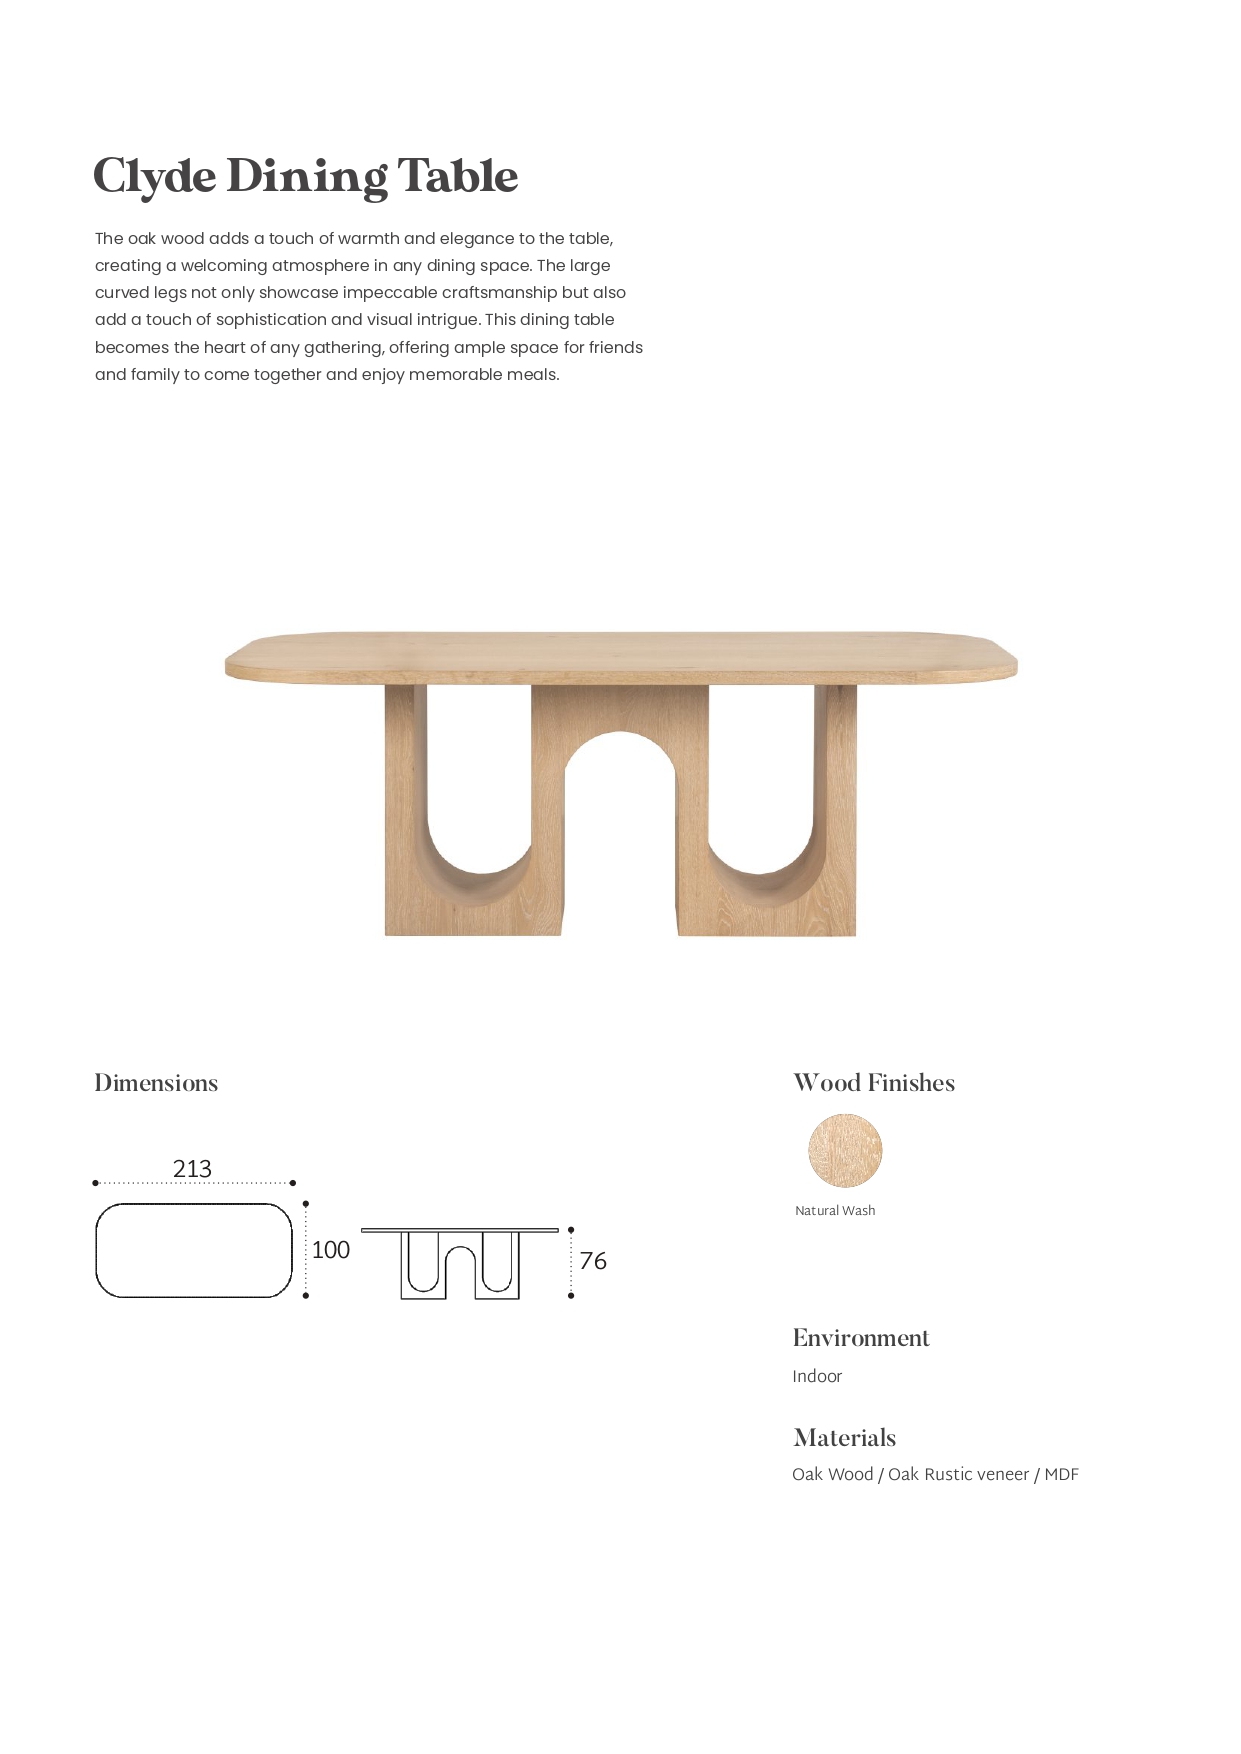 Clyde Dining Table
The oak wood adds a touch of warmth and elegance to the table,
creating a welcoming atmosphere in any dining space. The large
curved legs not only showcase impeccable craftsmanship but also
add a touch of sophistication and visual intrigue. This dining table
becomes the heart of any gathering, offering ample space for friends
and family to come together and enjoy memorable meals.
Dimensions
213
100
76
Wood Finishes
Natural Wash
Environment
Indoor
Materials
Oak Wood / Oak Rustic veneer / MDF